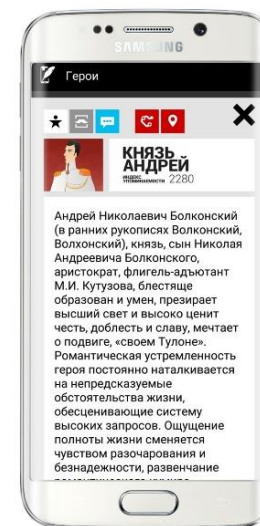 SAMSUNG
Герои
КНЯЗЬ
АНДРЕЙ
ИНДЕКС
УПОМИНАЕМОСТИ 2280
Андрей Николаевич Болконский
(в ранних рукописях Волконский,
Волхонский), князь, сын Николая
Андреевича Болконского,
аристократ, флигель-адъютант
М.И. Кутузова, блестяще
образован и умен, презирает
высший свет и высоко ценит
честь, доблесть и славу, мечтает
о подвиге, «своем Тулоне».
Романтическая устремленность
героя постоянно наталкивается
на непредсказуемые
обстоятельства жизни,
обесценивающие систему
высоких запросов. Ощущение
полноты жизни сменяется
чувством разочарования и
безнадежности, развенчание